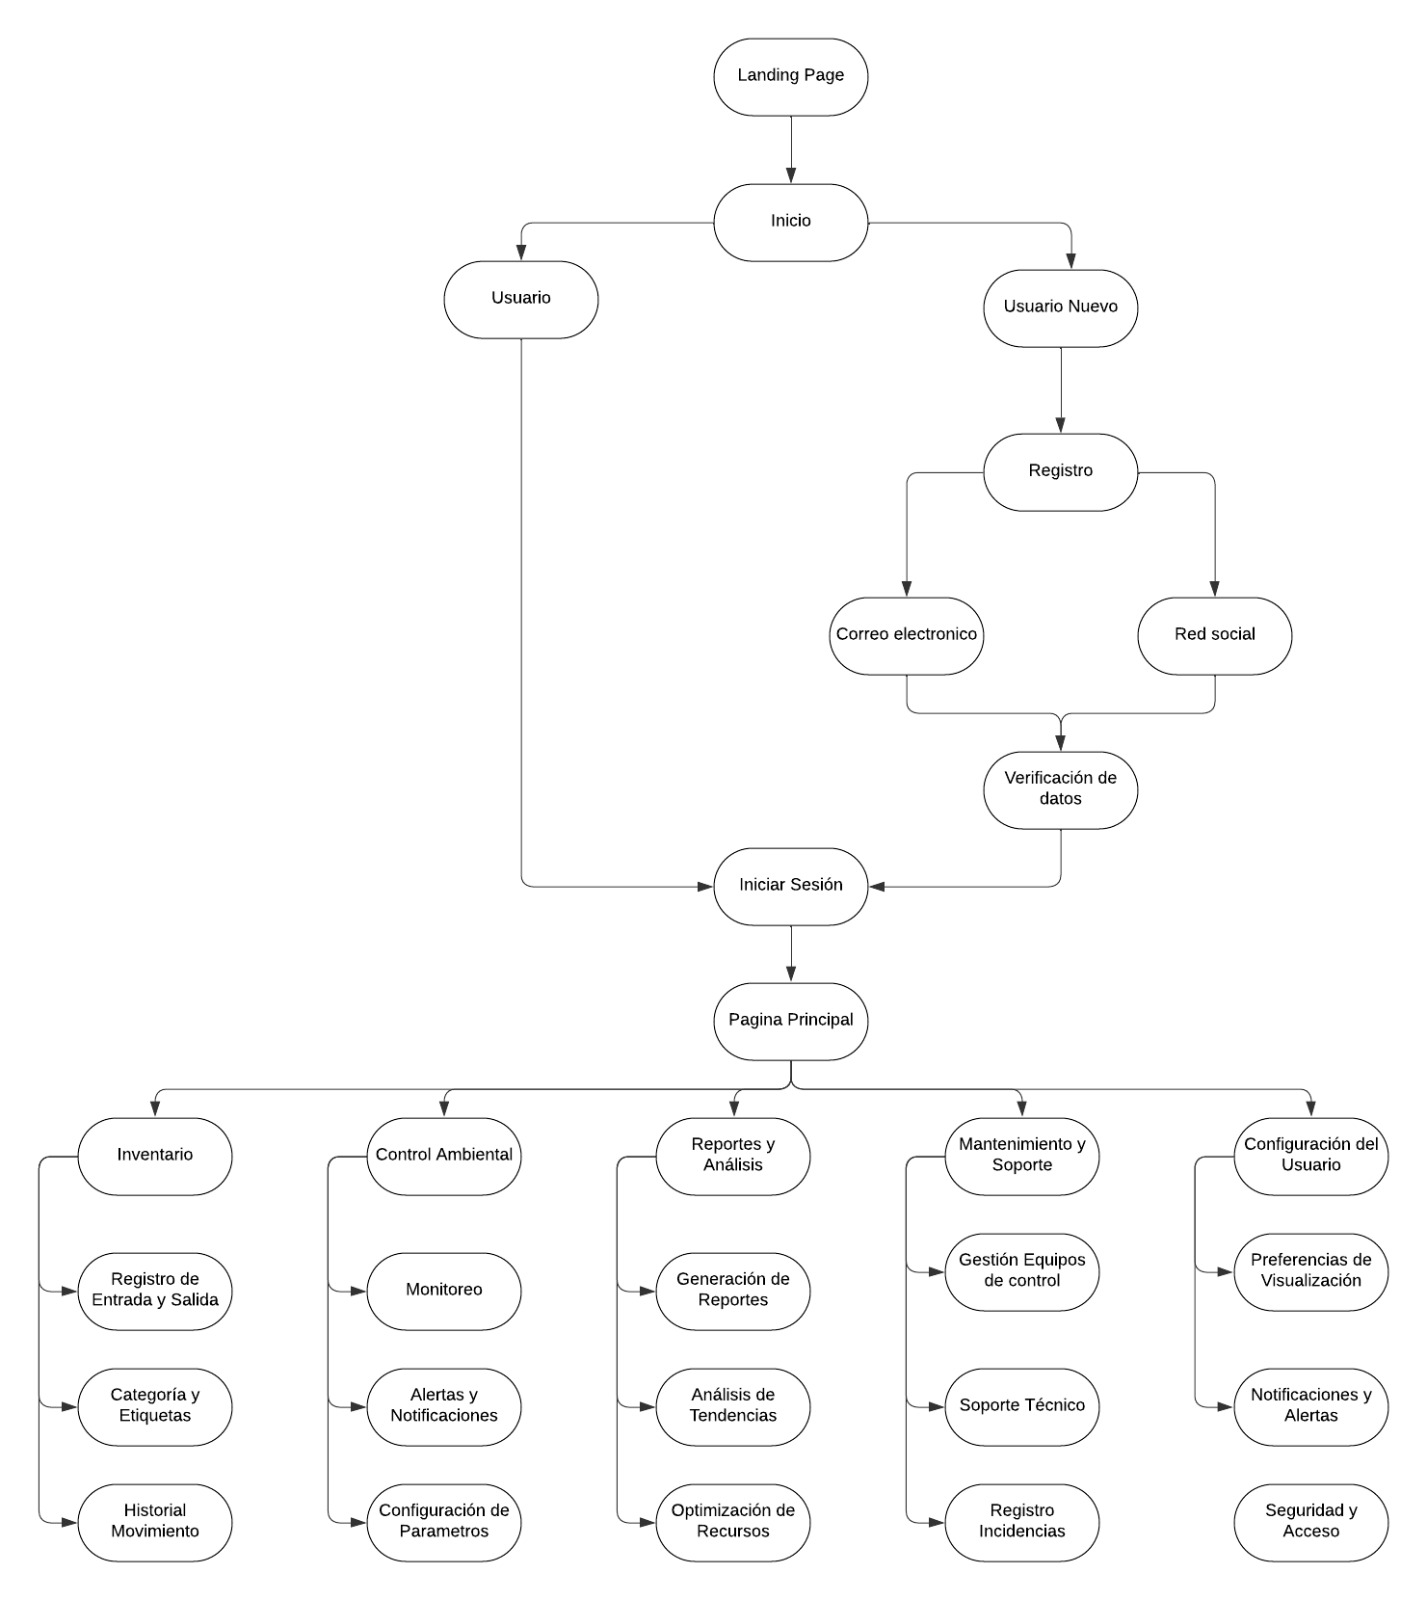 Landing Page
Inicio
Usuario
Usuario Nuevo
Registro
Correo electronico
Red social
Verificación de
datos
Iniciar Sesión
Pagina Principal
Inventario
Control Ambiental
Reportes y
Análisis
Mantenimiento y
Soporte
Configuración del
Usuario
Registro de
Entrada y Salida
Monitoreo
Generación de
Reportes
Gestión Equipos
de control
Preferencias de
Visualización
Categoría y
Etiquetas
Alertas y
Notificaciones
Análisis de
Tendencias
Soporte Técnico
Notificaciones y
Alertas
Historial
Movimiento
Configuración de
Parametros
Optimización de
Recursos
Registro
Incidencias
Seguridad y
Acceso